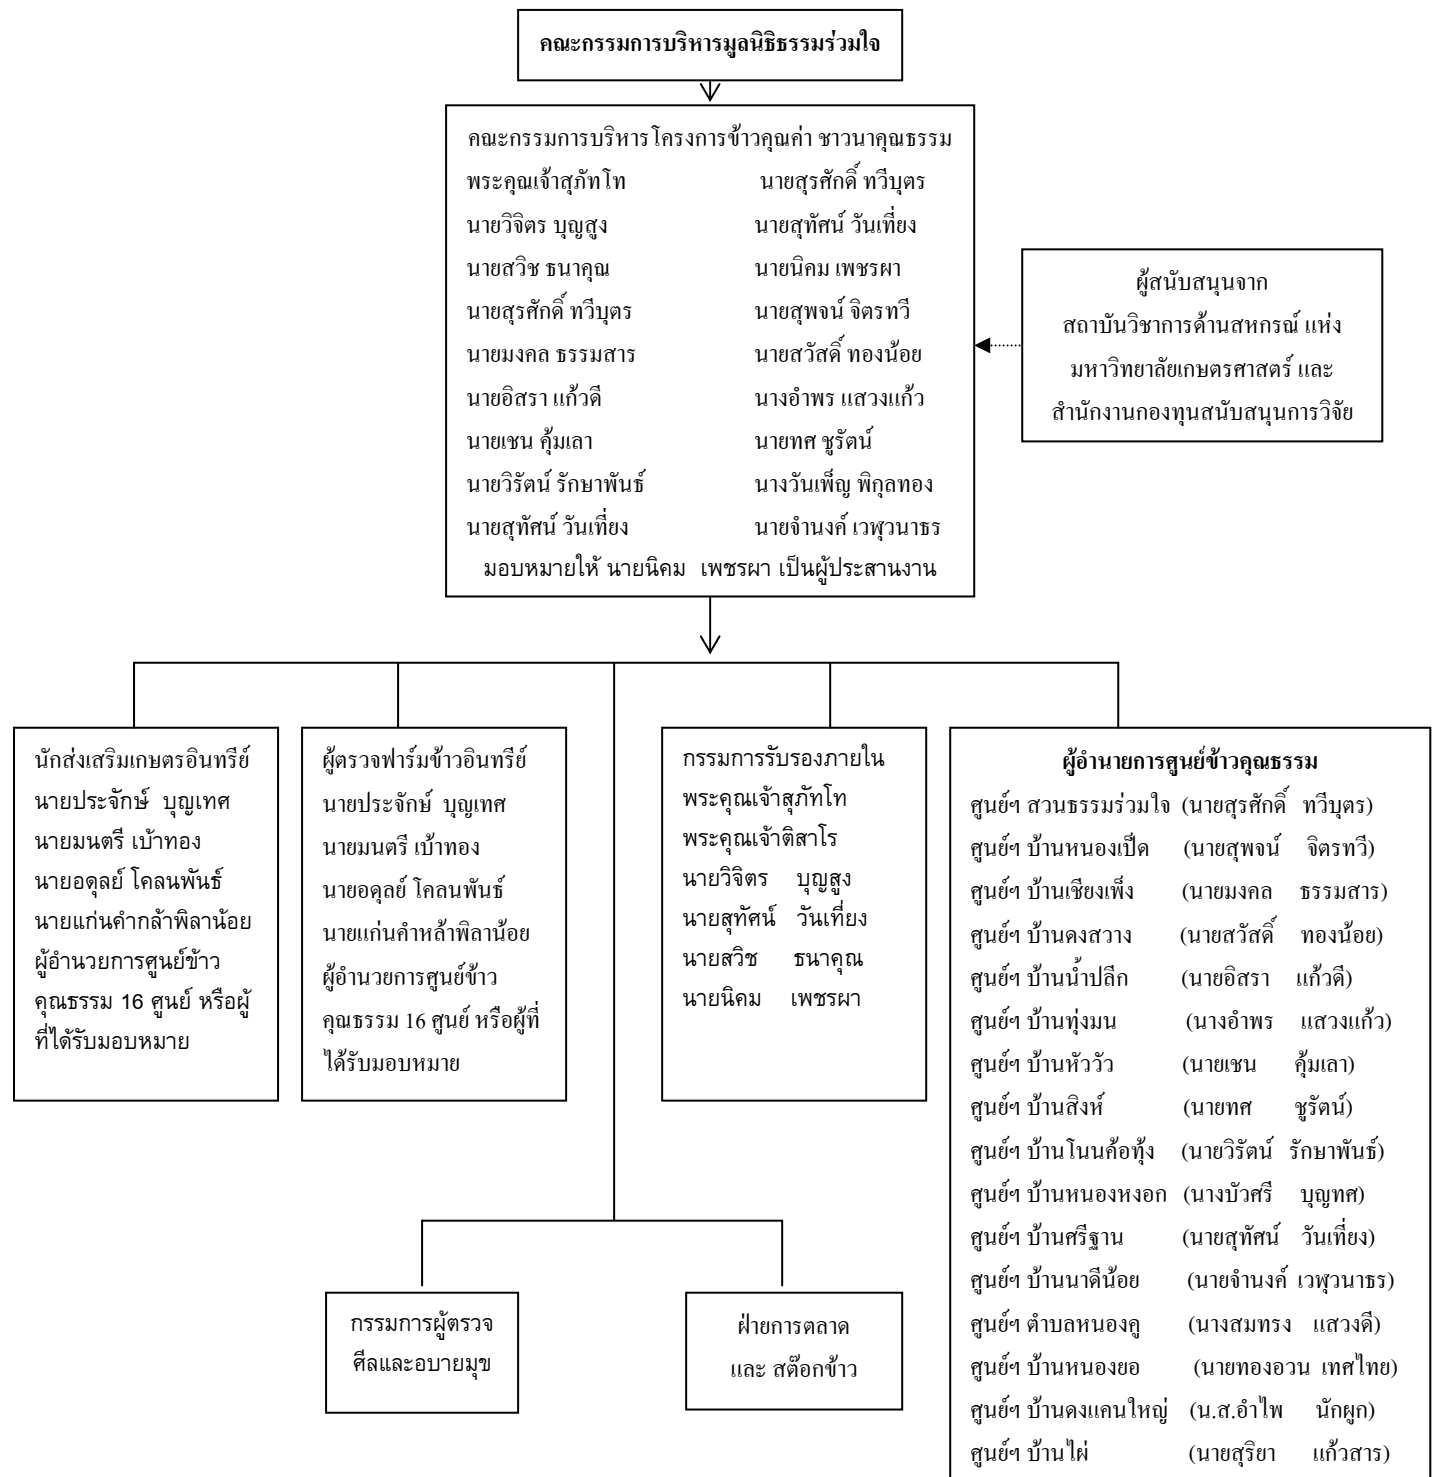 คณะกรรมการบริหารมูลนิธิธรรมร่วมใจ
คณะกรรมการบริหารโครงการข้าวคุณค่า ชาวนาคุณธรรม
พระคุณเจ้าสุภัทโท นายสุรศักดิ์ ทวีบุตร
นายวิจิตร บุญสูง นายสุทัศน์ วันเที่ยง
นายสวิช ธนาคุณ นายนิคม เพชรผา
นายสุรศักดิ์ ทวีบุตร นายสุพจน์ จิตรทวี
นายมงคล ธรรมสาร นายสวัสดิ์ ทองน้อย
นายอิสรา แก้วดี นางอำพร แสวงแก้ว
นายเชน คุ้มเลา นายทศ ชูรัตน์
นายวิรัตน์ รักษาพันธ์ นางวันเพ็ญ พิกุลทอง
นายสุทัศน์ วันเที่ยง นายจำนงค์ เวฬุวนาธร
มอบหมายให้ นายนิคม เพชรผา เป็นผู้ประสานงาน
ผู้สนับสนุนจาก
สถาบันวิชาการด้านสหกรณ์ แห่ง
มหาวิทยาลัยเกษตรศาสตร์ และ
สำนักงานกองทุนสนับสนุนการวิจัย
นักส่งเสริมเกษตรอินทรีย์
นายประจักษ์ บุญเทศ
นายมนตรี เบ้าทอง
นายอดุลย์ โคลนพันธ์
นายแก่นคำกล้าพิลาน้อย
ผู้อำนวยการศูนย์ข้าว
คุณธรรม 16 ศูนย์ หรือผู้
ที่ได้รับมอบหมาย
ผู้ตรวจฟาร์มข้าวอินทรีย์
นายประจักษ์ บุญเทศ
นายมนตรี เบ้าทอง
นายอดุลย์ โคลนพันธ์
นายแก่นคำหล้าพิลาน้อย
ผู้อำนวยการศูนย์ข้าว
คุณธรรม 16 ศูนย์ หรือผู้ที่
ได้รับมอบหมาย
กรรมการรับรองภายใน
พระคุณเจ้าสุภัทโท
พระคุณเจ้าติสาโร
นายวิจิตร บุญสูง
นายสุทัศน์ วันเที่ยง
นายสวิช ธนาคุณ
นายนิคม เพชรผา
ผู้อำนายการศูนย์ข้าวคุณธรรม
ศูนย์ฯ สวนธรรมร่วมใจ (นายสุรศักดิ์ ทวีบุตร)
ศูนย์ฯ บ้านหนองเป็ด (นายสุพจน์ จิตรทวี)
ศูนย์ฯ บ้านเชียงเพ็ง (นายมงคล ธรรมสาร)
ศูนย์ฯ บ้านดงสวาง (นายสวัสดิ์ ทองน้อย)
ศูนย์ฯ บ้านน้ำปลีก (นายอิสรา แก้วดี)
ศูนย์ฯ บ้านทุ่งมน (นางอำพร แสวงแก้ว)
ศูนย์ฯ บ้านหัววัว (นายเชน คุ้มเลา)
ศูนย์ฯ บ้านสิงห์ (นายทศ ชูรัตน์)
ศูนย์ฯ บ้านโนนค้อทุ้ง (นายวิรัตน์ รักษาพันธ์)
ศูนย์ฯ บ้านหนองหงอก (นางบัวศรี บุญทศ)
ศูนย์ฯ บ้านศรีฐาน (นายสุทัศน์ วันเที่ยง)
ศูนย์ฯ บ้านนาดีน้อย (นายจำนงค์ เวฬุวนาธร)
ศูนย์ฯ ตำบลหนองคู (นางสมทรง แสวงดี)
ศูนย์ฯ บ้านหนองยอ (นายทองอวน เทศไทย)
ศูนย์ฯ บ้านดงแคนใหญ่ (น.ส.อำไพ นักผูก)
ศูนย์ฯ บ้านไผ่ (นายสุริยา แก้วสาร)
กรรมการผู้ตรวจ
ศีลและอบายมุข
ฝ่ายการตลาด
และ สต๊อกข้าว